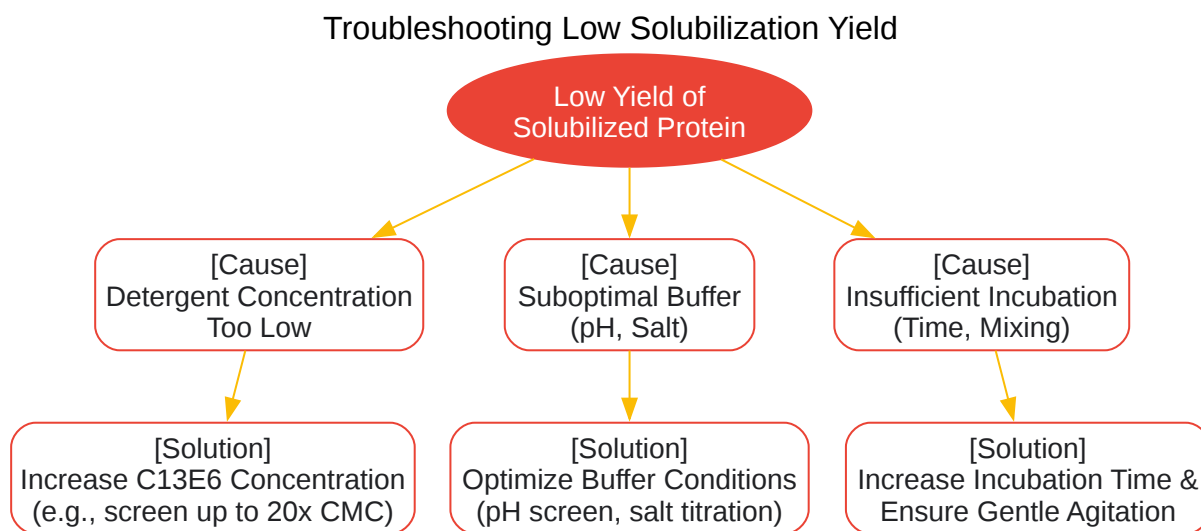 Troubleshooting Low Solubilization Yield
Low Yield of
Solubilized Protein
[Cause]
Detergent Concentration
Too Low
[Cause]
Suboptimal Buffer
(pH, Salt)
[Cause]
Insufficient Incubation
(Time, Mixing)
[Solution]
Increase C13E6 Concentration
(e.g., screen up to 20x CMC)
[Solution]
Optimize Buffer Conditions
(pH screen, salt titration)
[Solution]
Increase Incubation Time &
Ensure Gentle Agitation